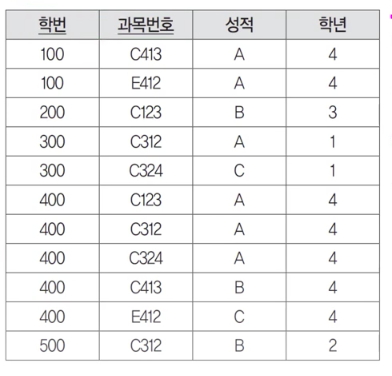 학번 과목번호 성적 학년
100 C413 A 4
100 E412 A 4
200 C123 B 3
300 C312 A 1
300 C324 C 1
400 C123 A 4
400 C312 A 4
400 C324 A 4
400 C413 B 4
400 E412 C 4
500 C312 B 2